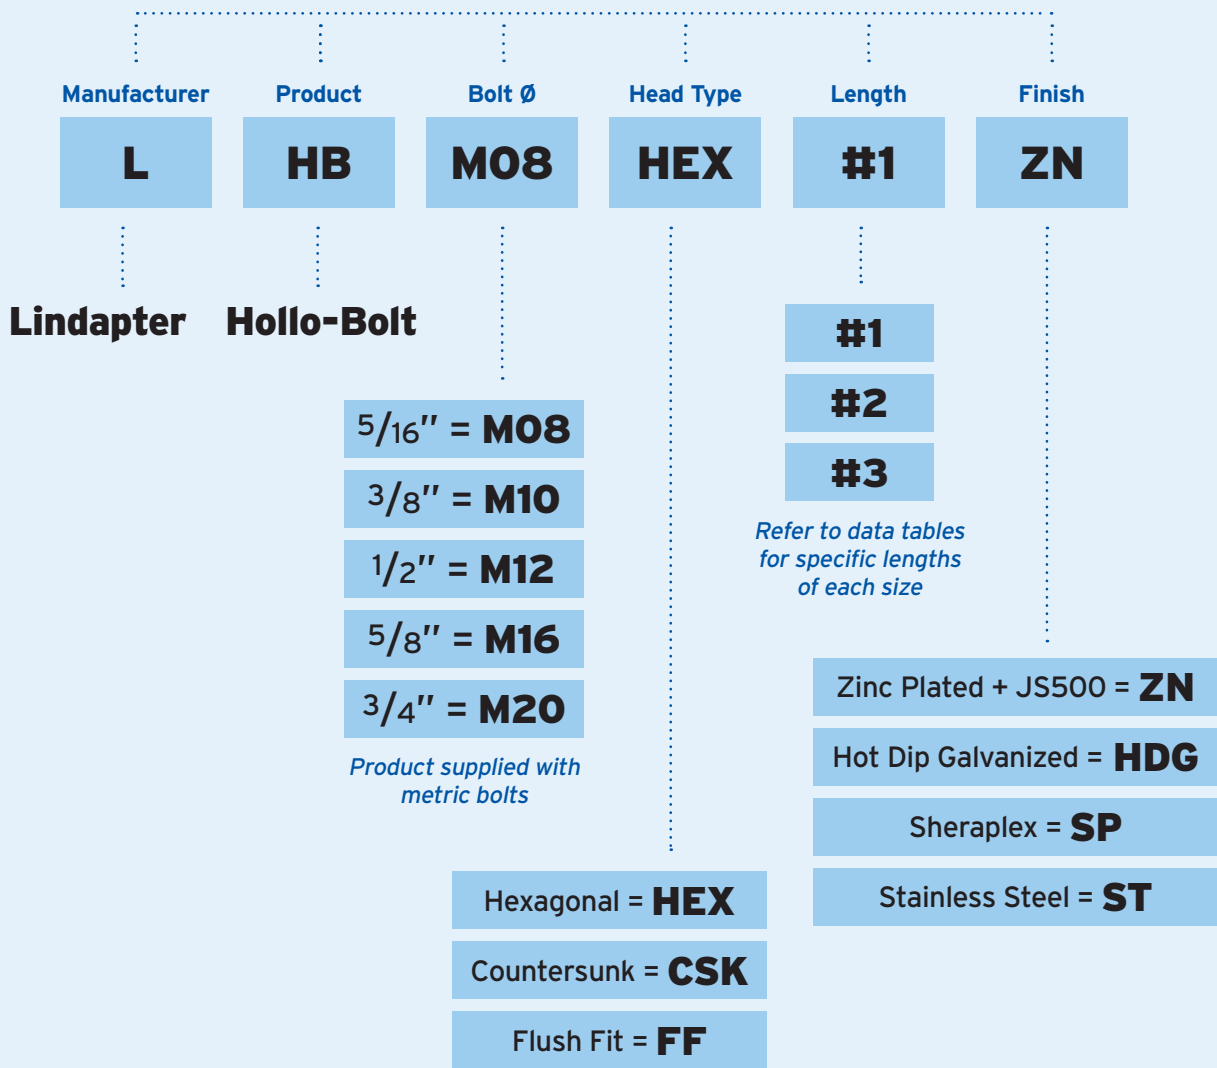 Manufacturer Product Bolt Ø Head Type Length Finish
L HB M08 HEX #1 ZN
Lindapter Hollo-Bolt
5/16" = M08
3/8" = M10
1/2" = M12
5/8" = M16
3/4" = M20
Product supplied with
metric bolts
Hexagonal = HEX
Countersunk = CSK
Flush Fit = FF
#1
#2
#3
Refer to data tables
for specific lengths
of each size
Zinc Plated + JS500 = ZN
Hot Dip Galvanized = HDG
Sheraplex = SP
Stainless Steel = ST